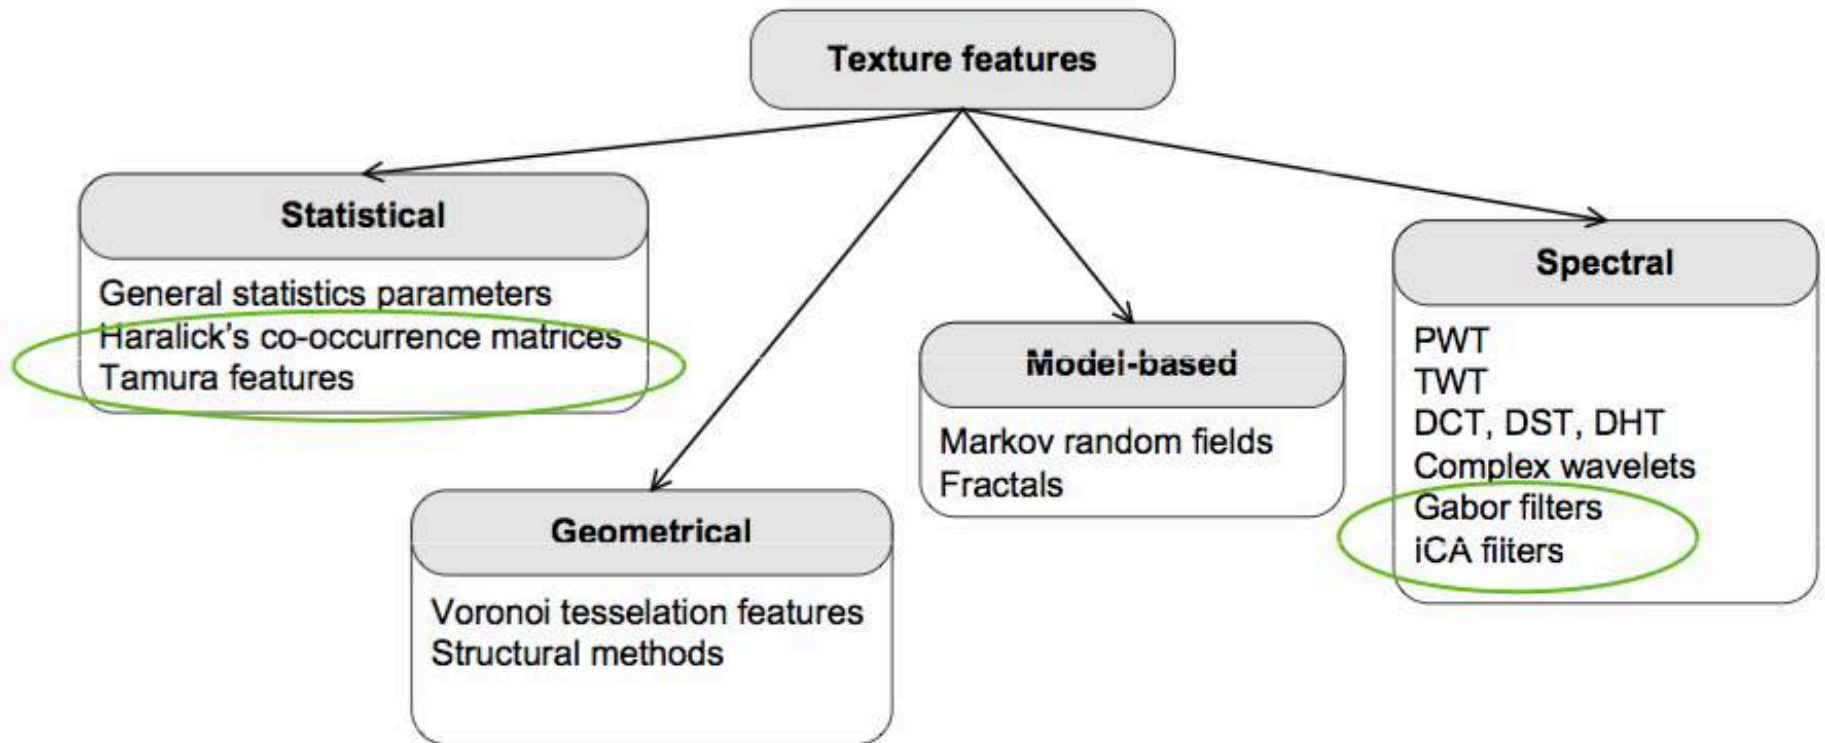 Texture features
Statistical
General statistics parameters
Haralick's co-occurrence matrices
Tamura features
Geometrical
Voronoi tesselation features
Structural methods
Model-based
Markov random fields
Fractals
Spectral
PWT
TWT
DCT, DST, DHT
Complex wavelets
Gabor filters
iCA filters